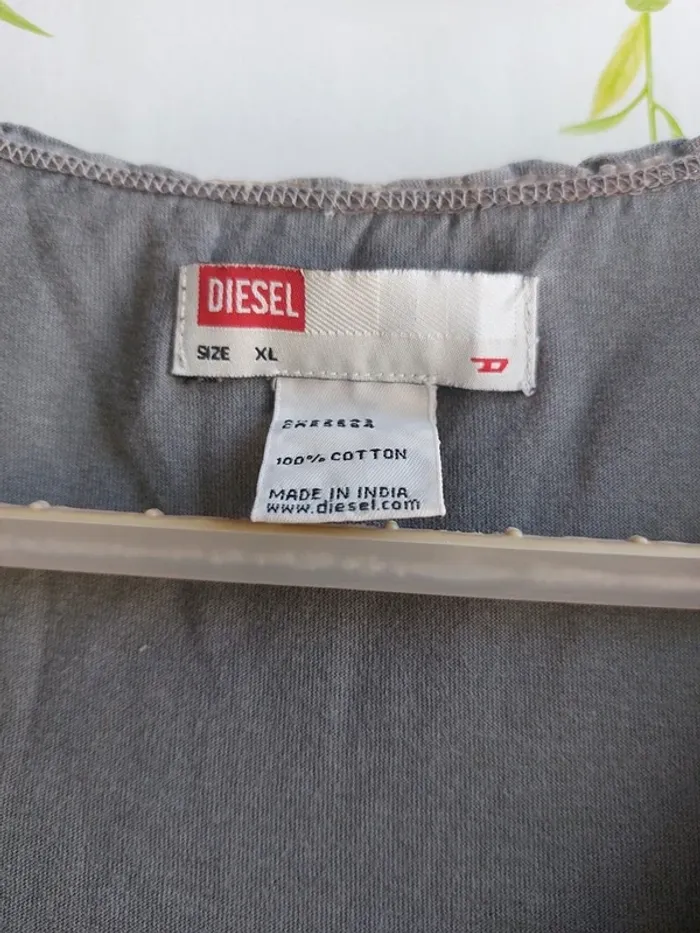 DIESEL
SIZE XL
D
100% COTTON
MADE IN INDIA
www.diesel.com